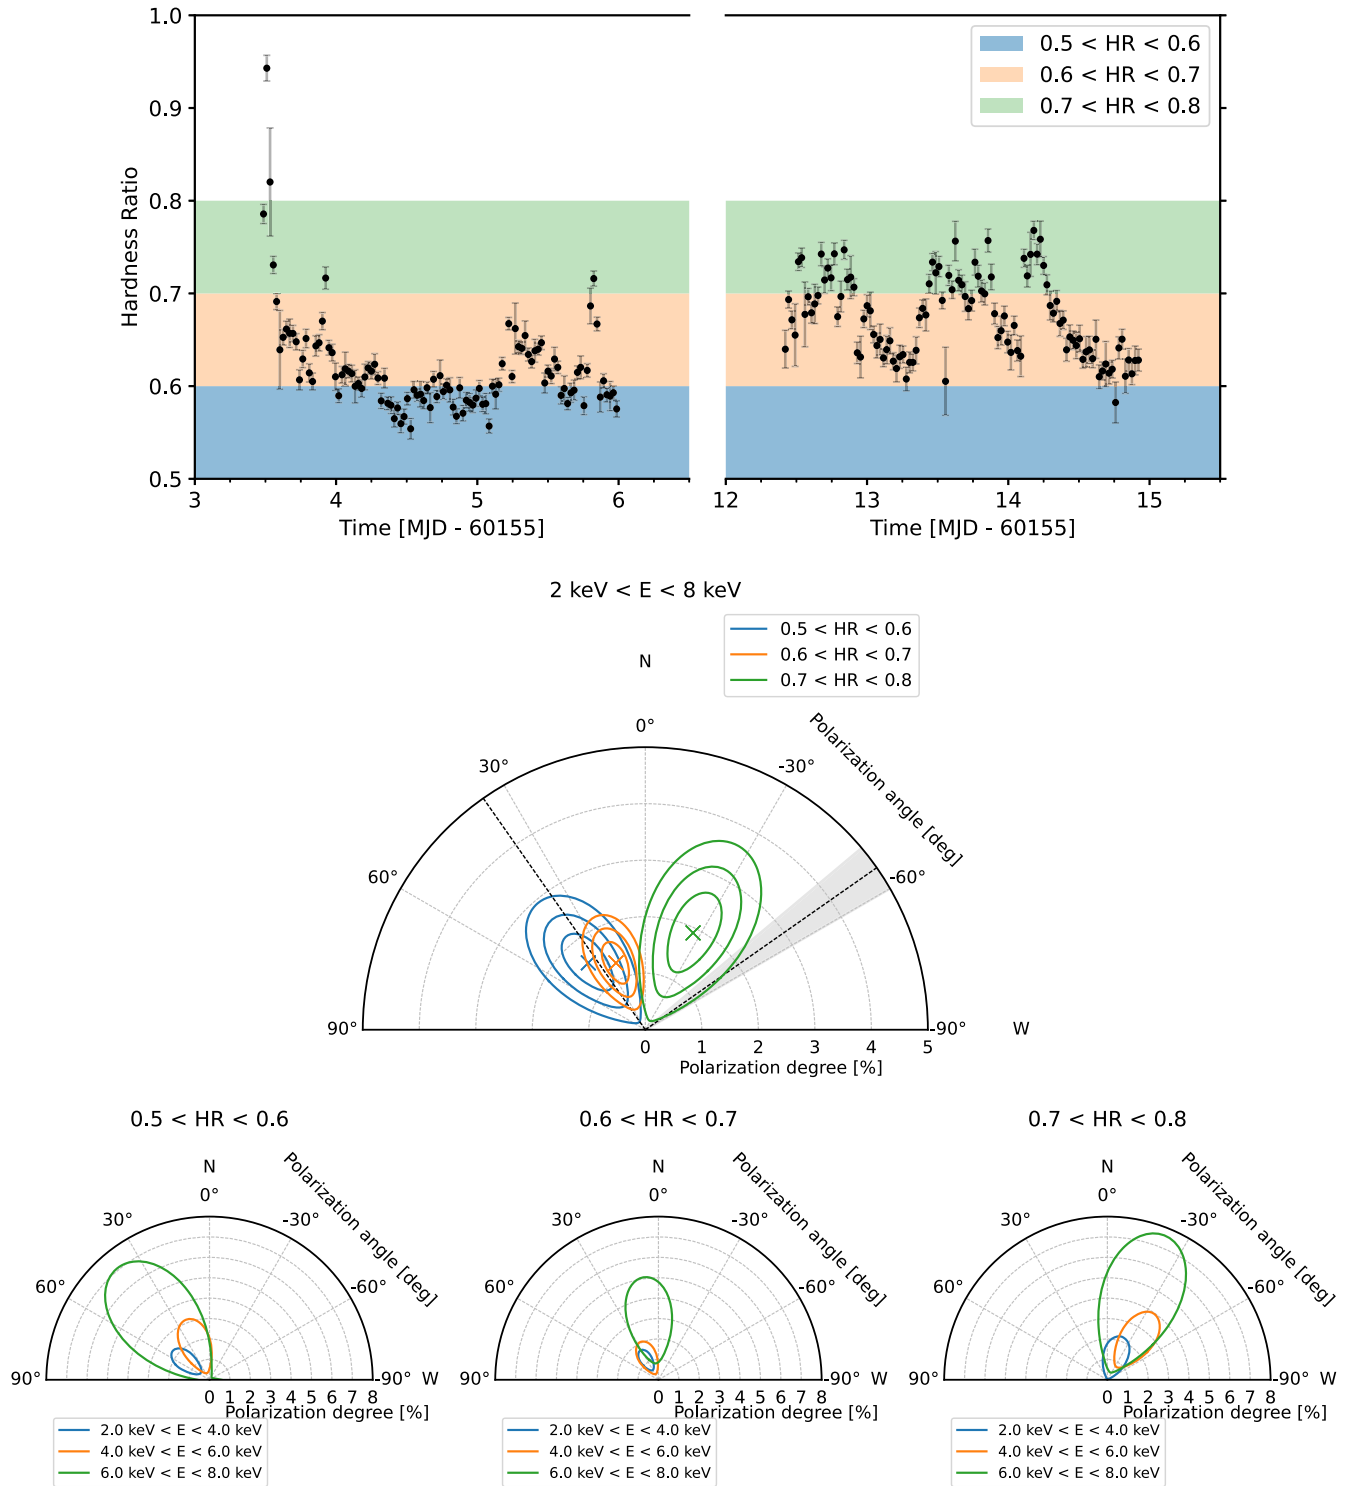 1.0
0.9
0.8
0.7
0.6
0.5
Hardness Ratio
0.5 < HR < 0.6
0.6 < HR < 0.7
0.7 < HR < 0.8
3 4 5 6
12 13 14 15
Time [MJD - 60155]
Time [MJD - 60155]
2 keV < E < 8 keV
0.5 < HR < 0.6
0.6 < HR < 0.7
0.7 < HR < 0.8
N
0°
30°
-30°
60°
-60°
90°
-90°
W
Polarization angle [deg]
0 1 2 3 4 5
Polarization degree [%]
0.5 < HR < 0.6
N
0°
30°
-30°
60°
-60°
90°
-90° W
Polarization angle [deg]
0 1 2 3 4 5 6 7 8
Polarization degree [%]
2.0 keV < E < 4.0 keV
4.0 keV < E < 6.0 keV
6.0 keV < E < 8.0 keV
0.6 < HR < 0.7
N
0°
30°
-30°
60°
-60°
90°
-90° W
Polarization angle [deg]
0 1 2 3 4 5 6 7 8
Polarization degree [%]
2.0 keV < E < 4.0 keV
4.0 keV < E < 6.0 keV
6.0 keV < E < 8.0 keV
0.7 < HR < 0.8
N
0°
30°
-30°
60°
-60°
90°
-90° W
Polarization angle [deg]
0 1 2 3 4 5 6 7 8
Polarization degree [%]
2.0 keV < E < 4.0 keV
4.0 keV < E < 6.0 keV
6.0 keV < E < 8.0 keV